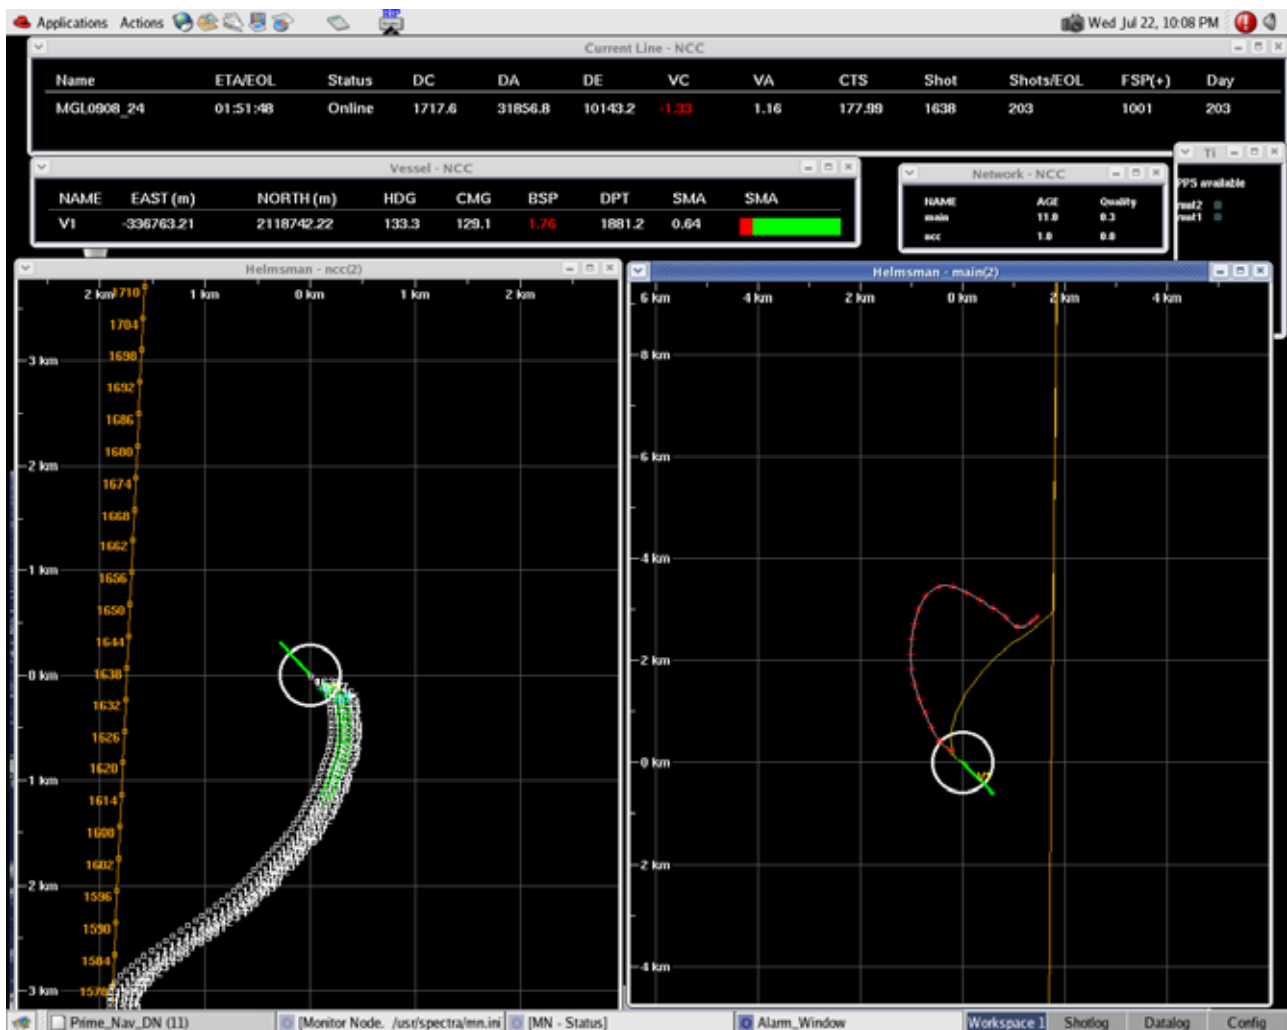 Applications Actions Wed Jul 22, 10:08 PM
Current Line - NCC
Name ETA/EOL Status DC DA DE VC VA CTS Shot Shots/EOL FSP(+) Day
MGL0908_24 01:51:48 Online 1717.6 31856.8 10143.2 -1.33 1.16 177.99 1638 203 1001 203
Vessel - NCC
NAME EAST (m) NORTH (m) HDG CMG BSP DPT SMA SMA
V1 -336763.21 2118742.22 133.3 129.1 1.76 1881.2 0.64
Network - NCC
NAME AGE Quality
main 11.0 0.3
ncc 1.0 0.0
Ti
PPS available
Helmsman - ncc(2)
2 km 1 km 0 km 1 km 2 km
1710
1704
1698
3 km
1692
1686
1680
2 km
1674
1668
1662
1 km
1656
1650
1644
1638
0 km
1632
1626
1620
1 km
1614
1608
1602
2 km
1596
1590
1584
3 km
Helmsman - main(2)
6 km 2 km 0 km 2 km 4 km
8 km
6 km
4 km
2 km
0 km
2 km
4 km
Prime_Nav_DN (11) [Monitor Node. /usr/spectra/mn.ini [MN - Status] Alarm_Window Workspace 1 Shotlog Datalog Config